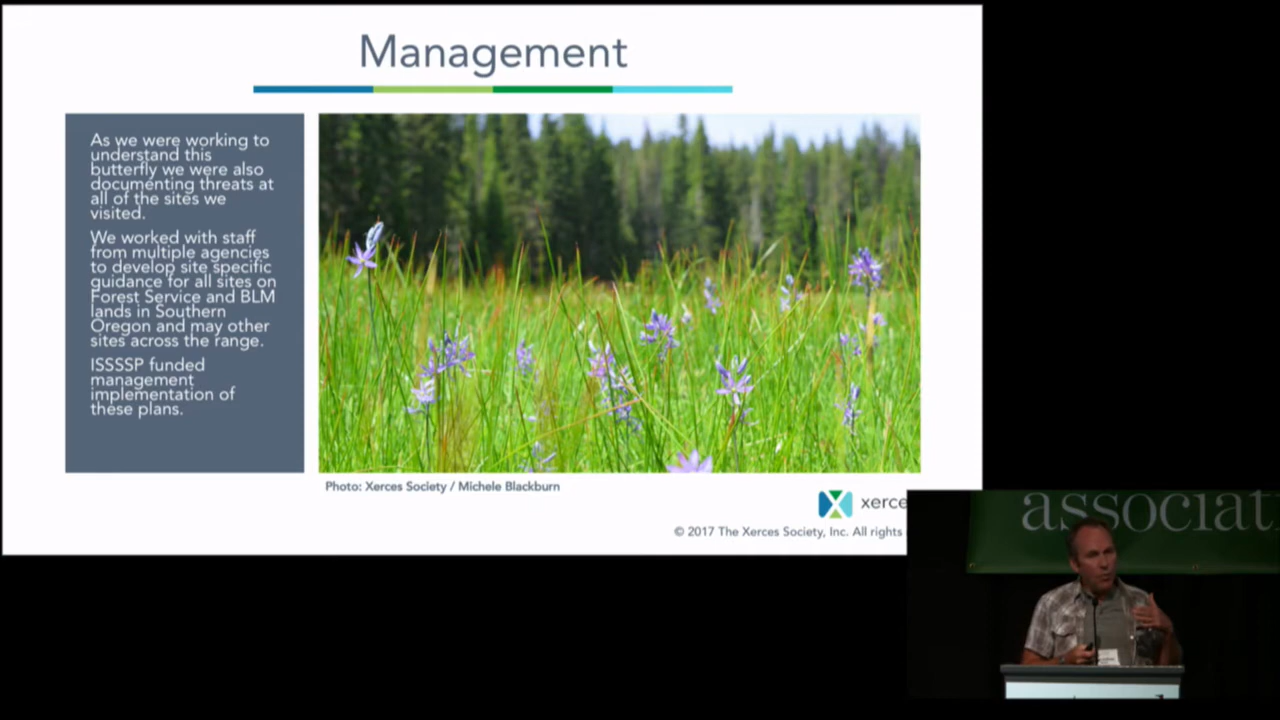 Management
As we were working to
understand this
butterfly we were also
documenting threats at
all of the sites we
visited.
We worked with staff
from multiple agencies
to develop site specific
guidance for all sites on
Forest Service and BLM
lands in Southern
Oregon and may other
sites across the range.
ISSSSP funded
management
implementation of
these plans.
Photo: Xerces Society / Michele Blackburn
xerce
© 2017 The Xerces Society, Inc. All rights
associat